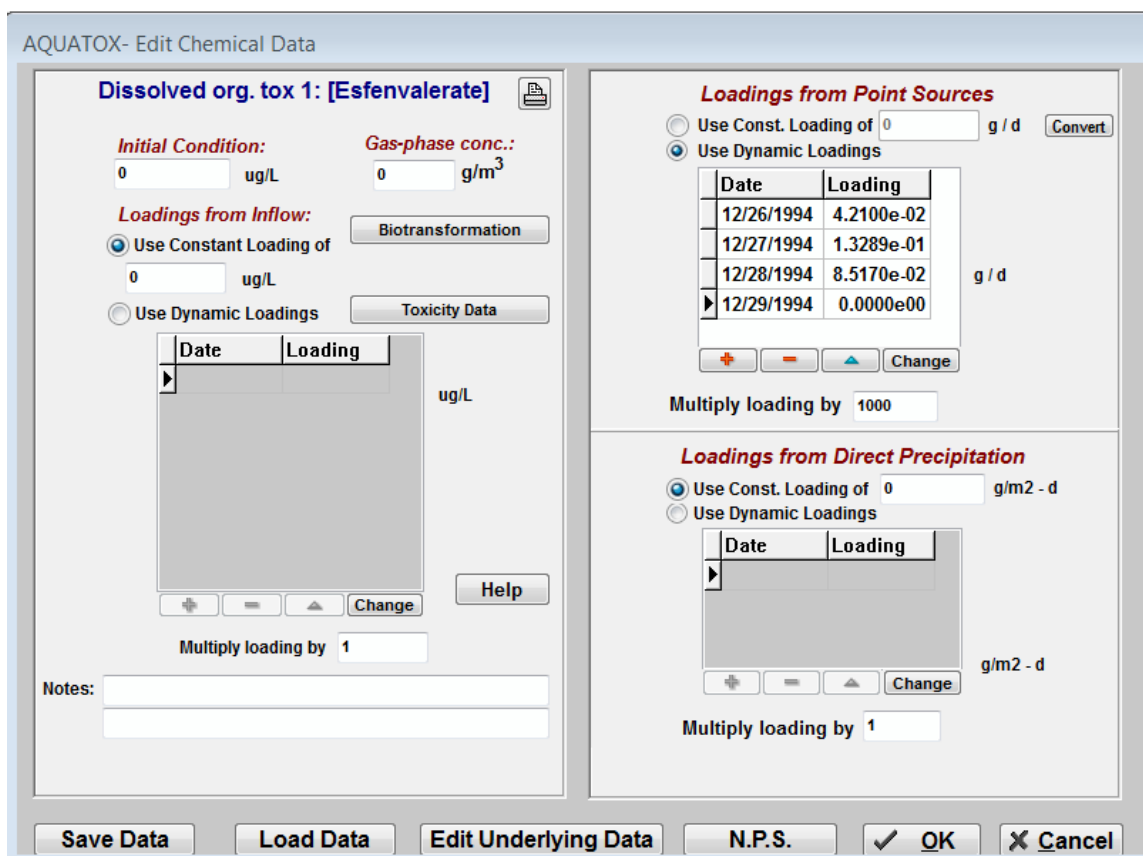 AQUATOX- Edit Chemical Data
Dissolved org. tox 1: [Esfenvalerate]
Initial Condition:
0 ug/L
Gas-phase conc.:
0 g/m3
Loadings from Inflow:
Use Constant Loading of
0 ug/L
Use Dynamic Loadings
Biotransformation
Toxicity Data
Date Loading
ug/L
Change
Help
Multiply loading by 1
Notes:
Loadings from Point Sources
Use Const. Loading of 0 g / d Convert
Use Dynamic Loadings
Date Loading
12/26/1994 4.2100e-02
12/27/1994 1.3289e-01
12/28/1994 8.5170e-02
12/29/1994 0.0000e00
g / d
Change
Multiply loading by 1000
Loadings from Direct Precipitation
Use Const. Loading of 0 g/m2 - d
Use Dynamic Loadings
Date Loading
g/m2 - d
Change
Multiply loading by 1
Save Data Load Data Edit Underlying Data N.P.S. OK Cancel